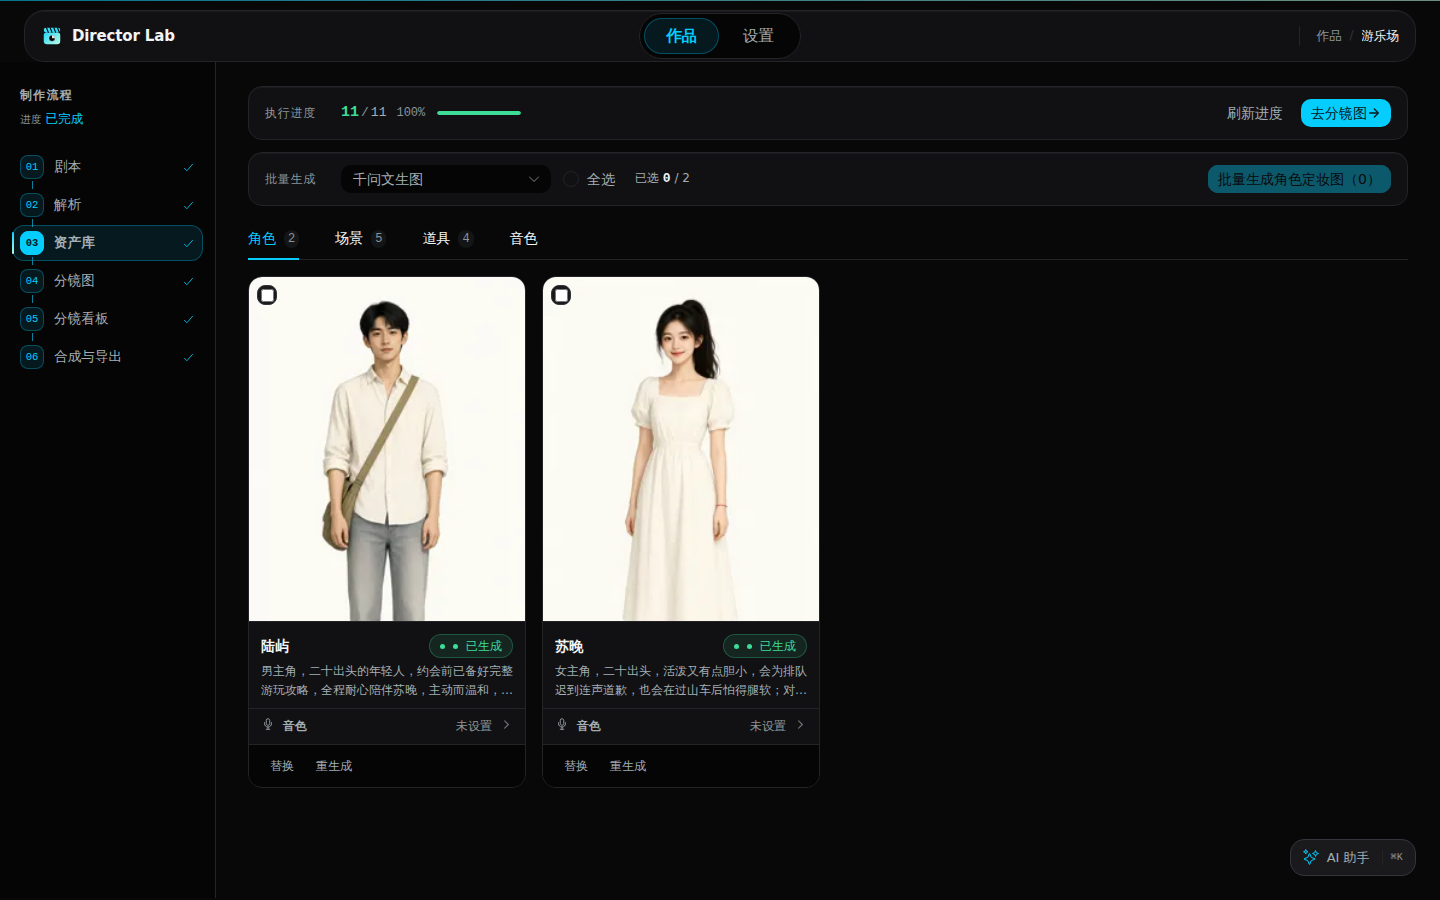 Director Lab
作品
设置
作品 / 游乐场
制作流程
进度 已完成
01 剧本
02 解析
03 资产库
04 分镜图
05 分镜看板
06 合成与导出
执行进度 11/11 100%
刷新进度
去分镜图→
批量生成 千问文生图 全选 已选 0 / 2
批量生成角色定妆图（0）
角色 2 场景 5 道具 4 音色
陆屿 已生成
男主角，二十出头的年轻人，约会前已备好完整
游玩攻略，全程耐心陪伴苏晚，主动而温和，…
音色 未设置
替换 重生成
苏晚 已生成
女主角，二十出头，活泼又有点胆小，会为排队
迟到连声道歉，也会在过山车后怕得腿软；对…
音色 未设置
替换 重生成
AI 助手 ⌘K